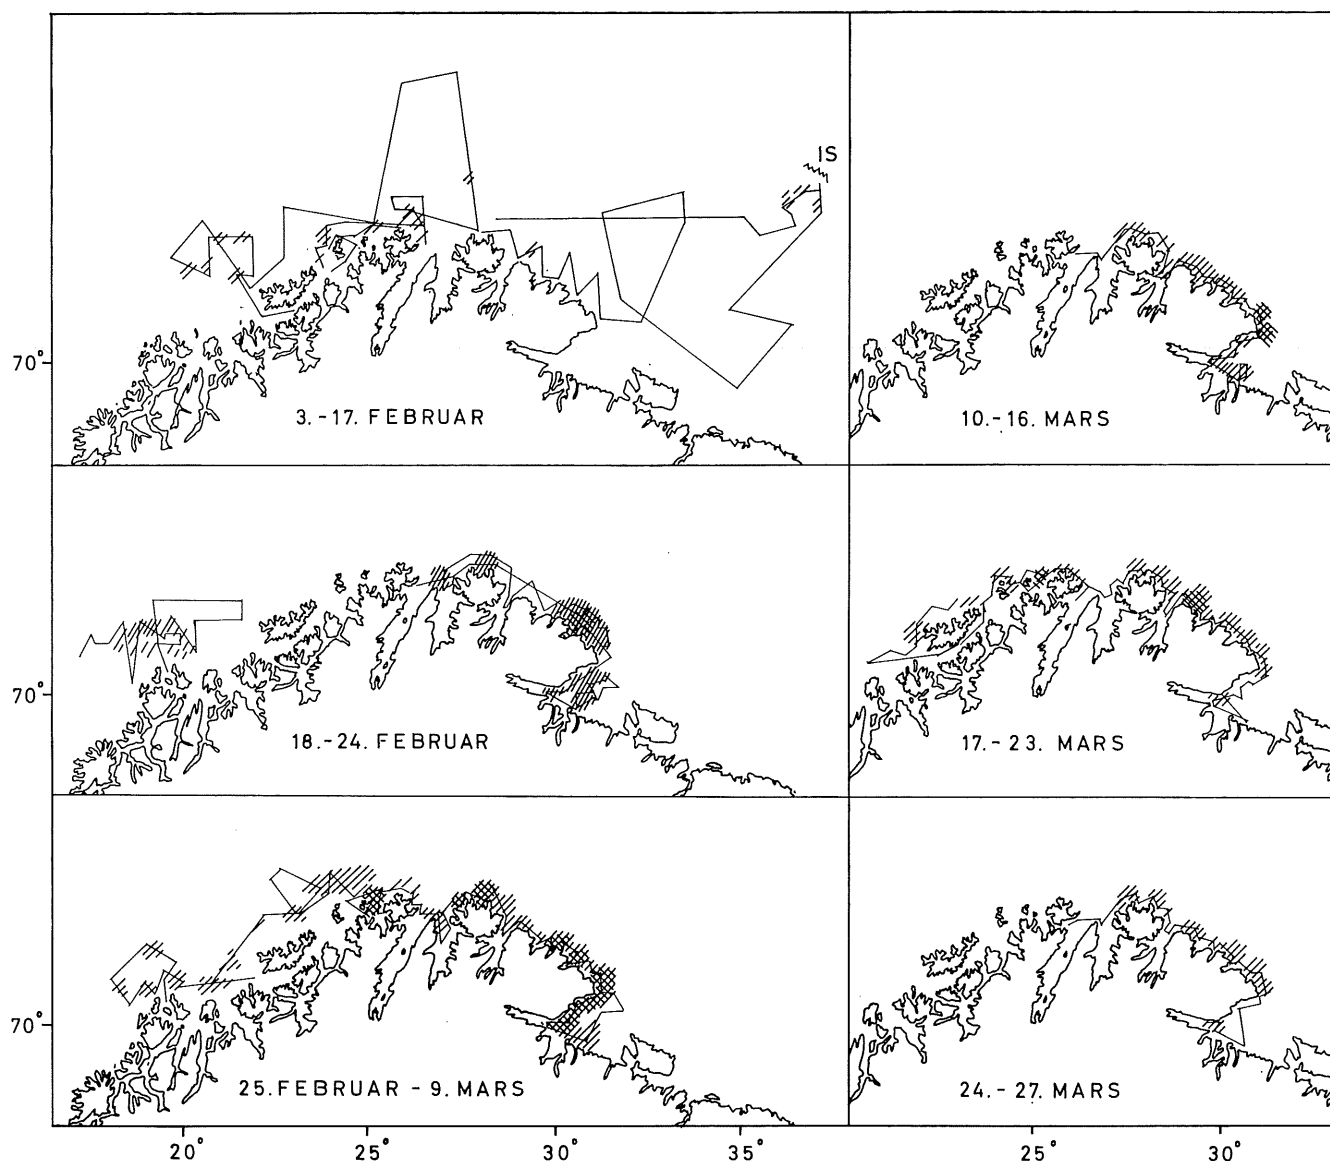 IS
70°
3.-17. FEBRUAR
10.-16. MARS
70°
18.-24. FEBRUAR
17.-23. MARS
70°
25. FEBRUAR - 9. MARS
24.-27. MARS
20° 25° 30° 35° 25° 30°